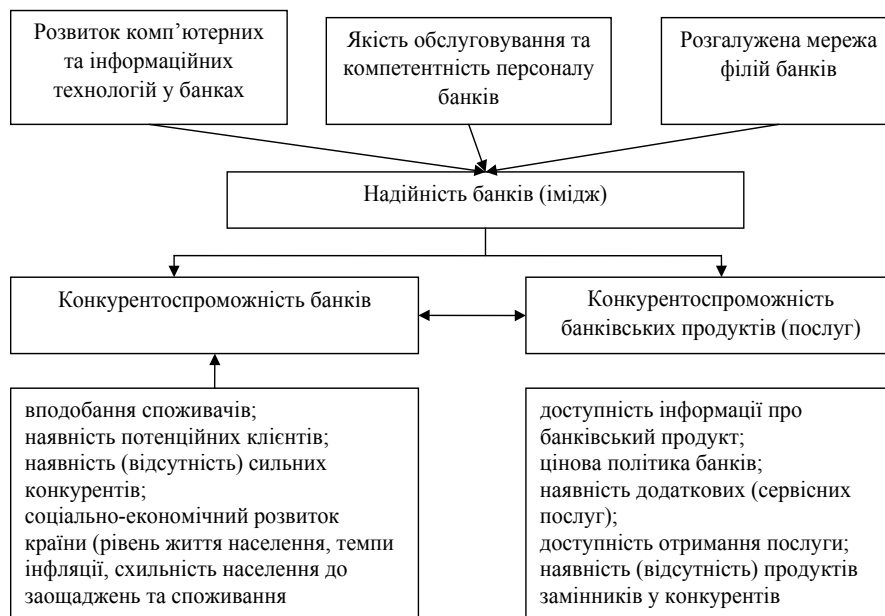 Розвиток комп’ютерних
та інформаційних
технологій у банках
Якість обслуговування та
компетентність персоналу
банків
Розгалужена мережа
філій банків
Надійність банків (імідж)
Конкурентоспроможність банків
Конкурентоспроможність
банківських продуктів (послуг)
вподобання споживачів;
наявність потенційних клієнтів;
наявність (відсутність) сильних
конкурентів;
соціально-економічний розвиток
країни (рівень життя населення, темпи
інфляції, схильність населення до
заощаджень та споживання
доступність інформації про
банківський продукт;
цінова політика банків;
наявність додаткових (сервісних
послуг);
доступність отримання послуги;
наявність (відсутність) продуктів
замінників у конкурентів